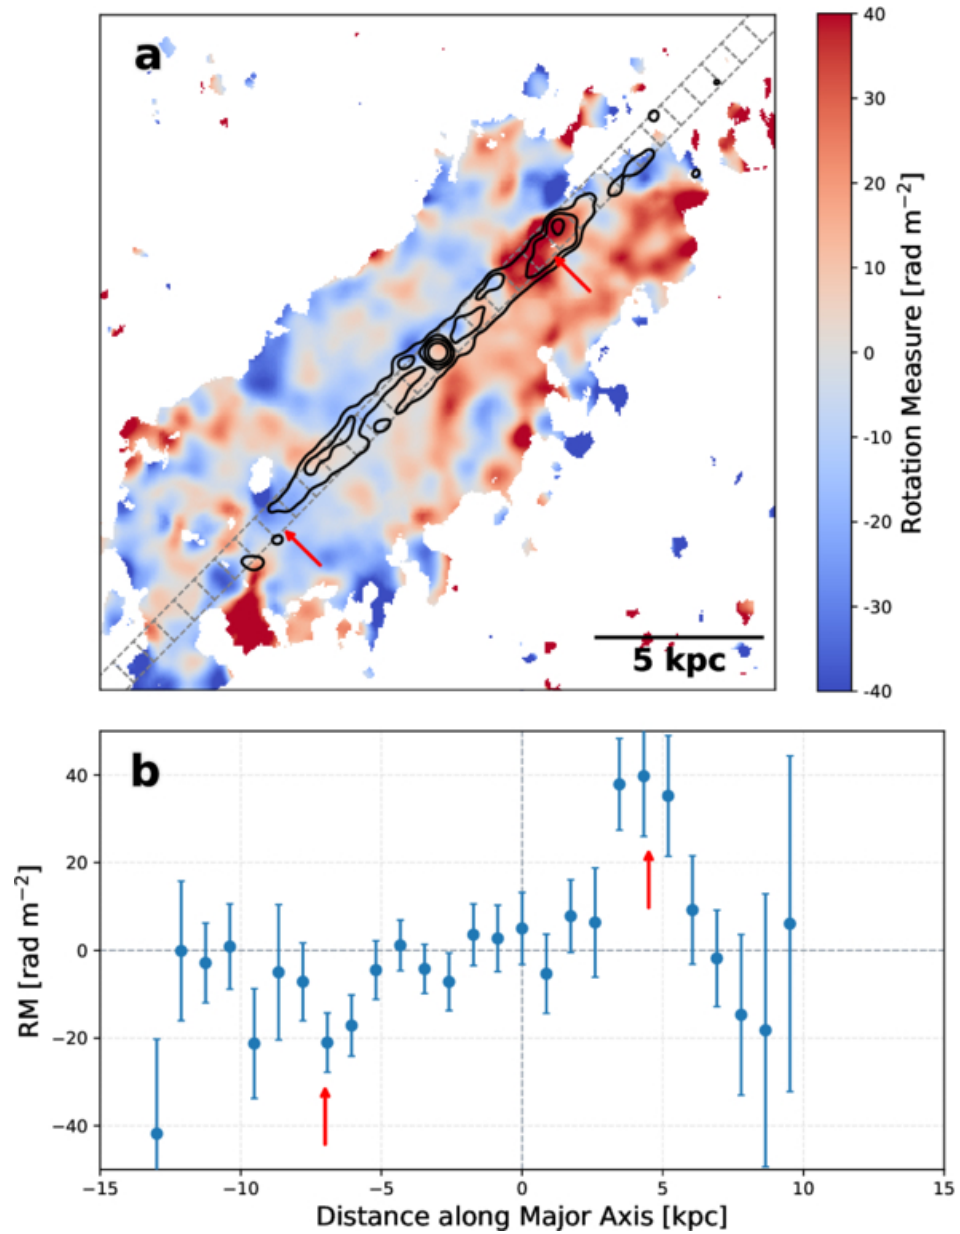 a
40
30
20
10
0
-10
-20
-30
-40
Rotation Measure [rad m⁻²]
5 kpc
b
40
20
0
−20
−40
RM [rad m⁻²]
−15 −10 −5 0 5 10 15
Distance along Major Axis [kpc]